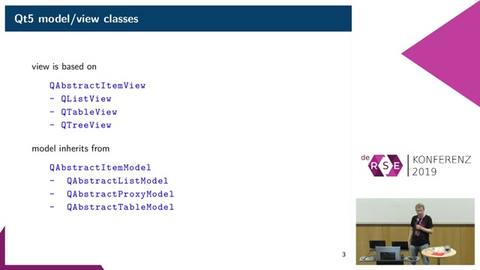 Qt5 model/view classes
view is based on
QAbstractItemView
- QListView
- QTableView
- QTreeView
model inherits from
QAbstractItemModel
- QAbstractListModel
- QAbstractProxyModel
- QAbstractTableModel
3
de
RSE
KONFERENZ
2019